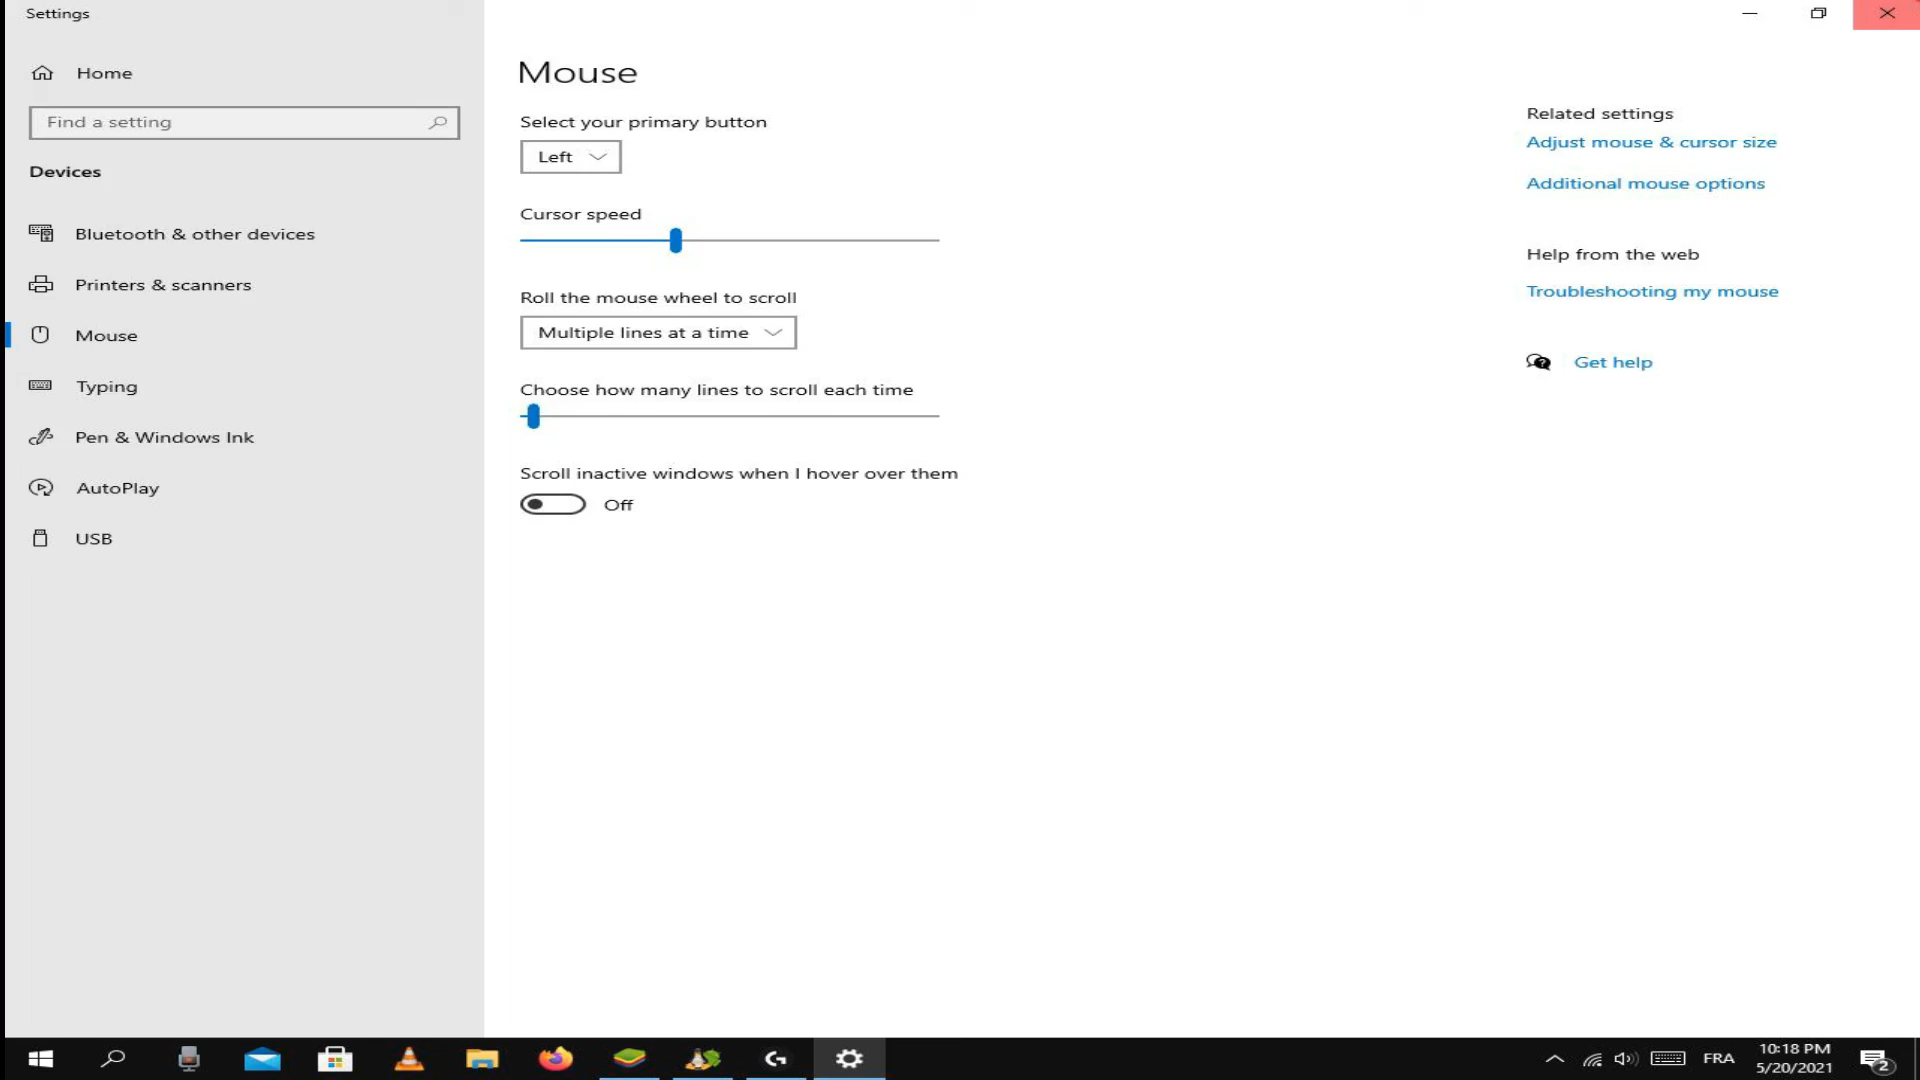 Settings
Home
Find a setting
Devices
Bluetooth & other devices
Printers & scanners
Mouse
Typing
Pen & Windows Ink
AutoPlay
USB
Mouse
Select your primary button
Left
Cursor speed
Roll the mouse wheel to scroll
Multiple lines at a time
Choose how many lines to scroll each time
Scroll inactive windows when I hover over them
Off
Related settings
Adjust mouse & cursor size
Additional mouse options
Help from the web
Troubleshooting my mouse
Get help
FRA
10:18 PM
5/20/2021
2